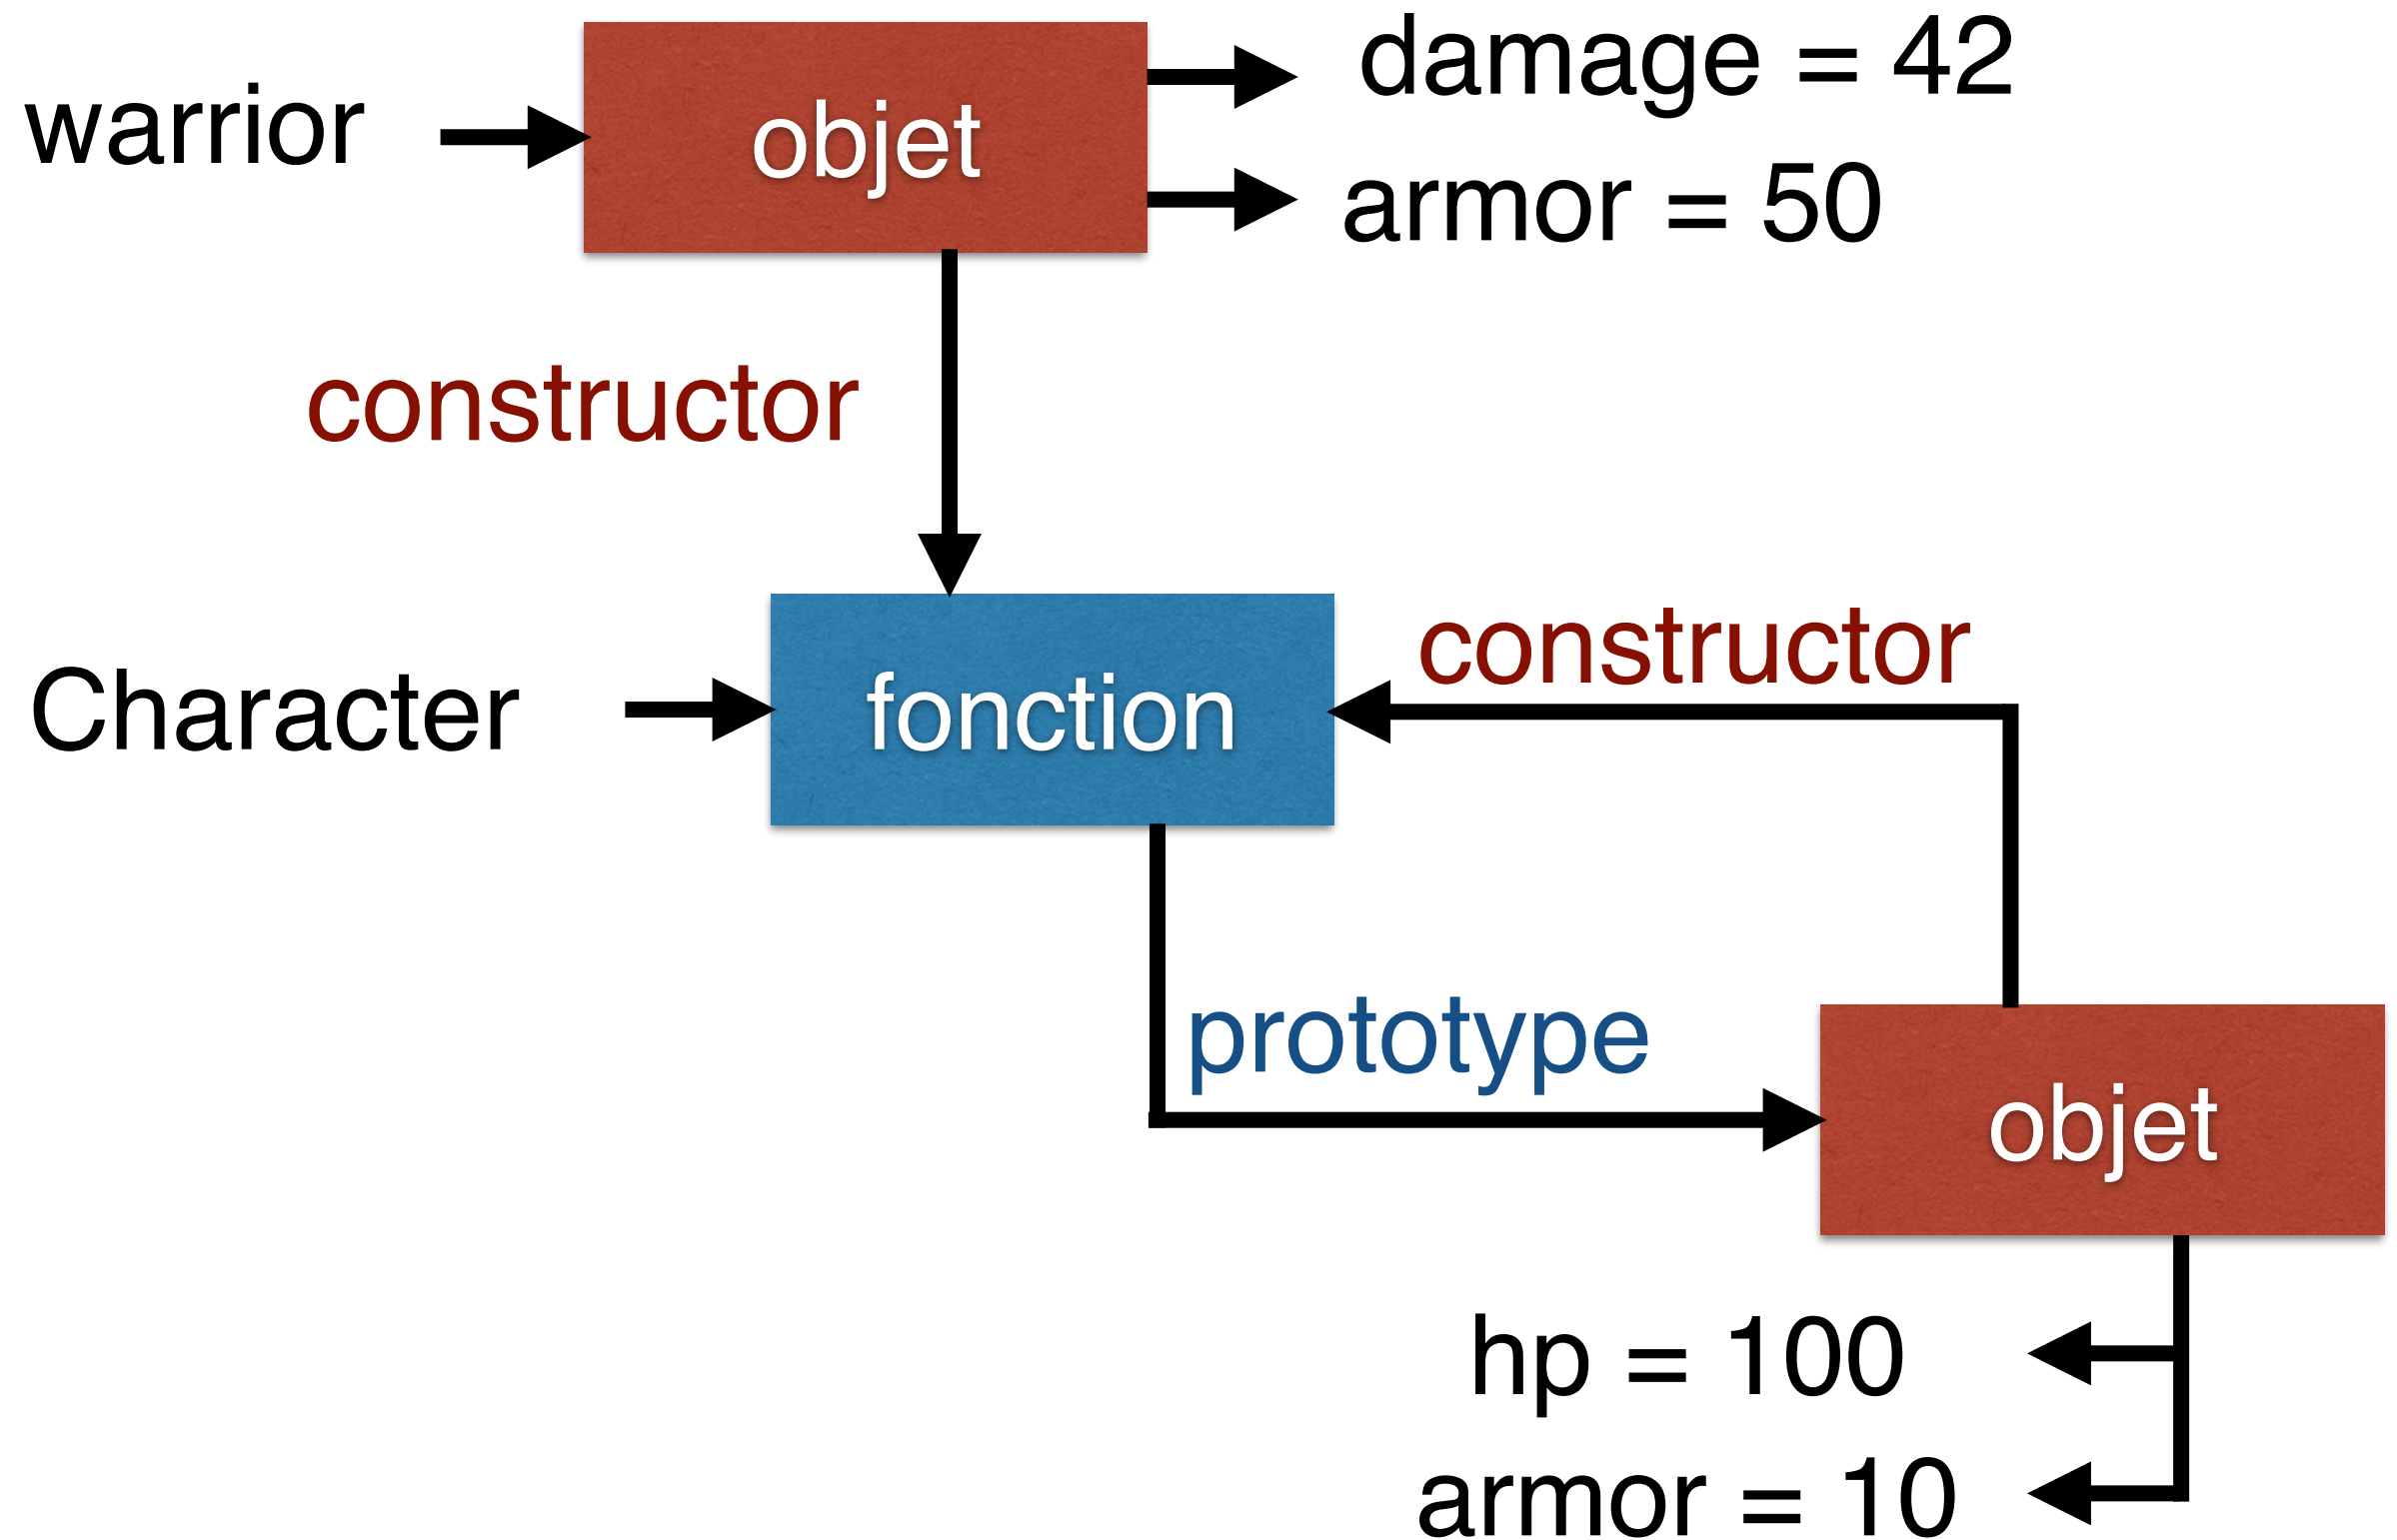 warrior
objet
damage = 42
armor = 50
constructor
Character
fonction
constructor
prototype
objet
hp = 100
armor = 10